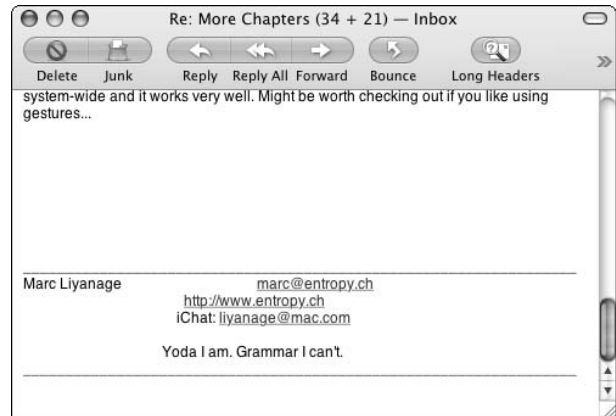 Re: More Chapters (34 + 21) — Inbox
Delete Junk Reply Reply All Forward Bounce Long Headers
system-wide and it works very well. Might be worth checking out if you like using
gestures...
Marc Liyanage marc@entropy.ch
http://www.entropy.ch
iChat: liyanage@mac.com
Yoda I am. Grammar I can't.